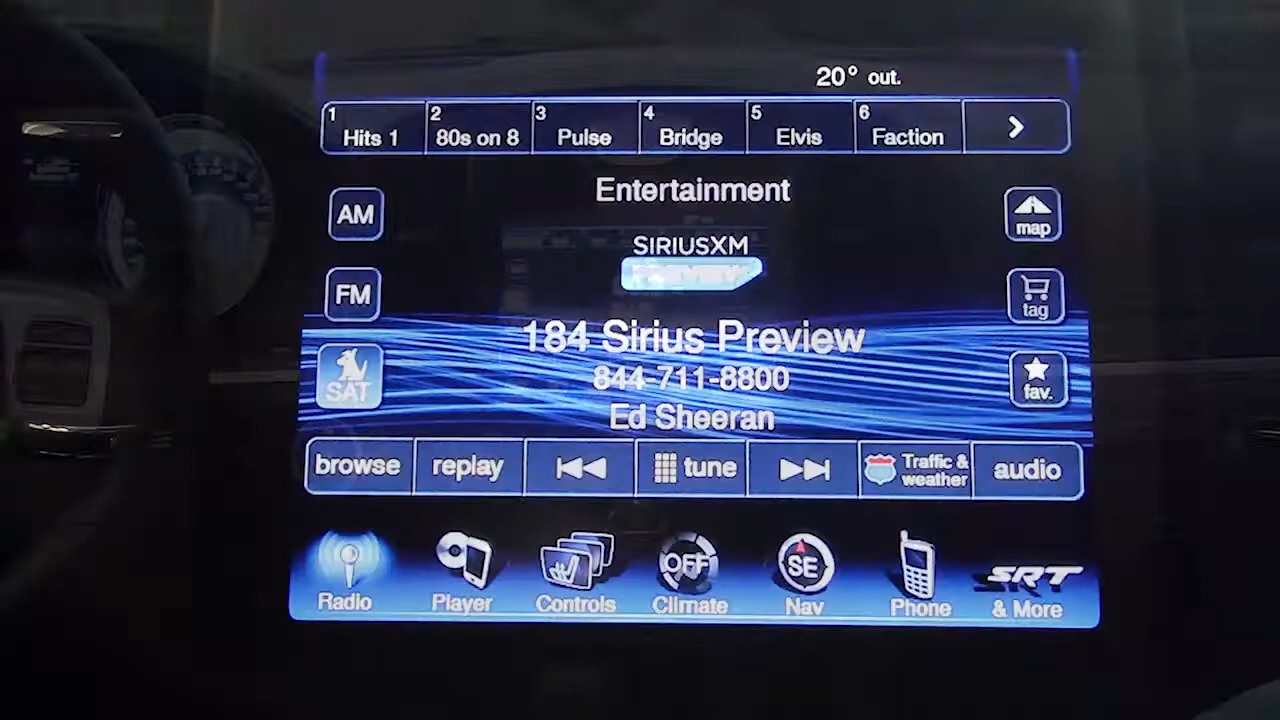 20° out.
1 Hits 1
2 80s on 8
3 Pulse
4 Bridge
5 Elvis
6 Faction
AM
Entertainment
map
SIRIUSXM
FM
tag
184 Sirius Preview
844-711-8800
SAT
fav.
Ed Sheeran
browse
replay
tune
Traffic &
weather
audio
OFF
SE
SRT
Radio
Player
Controls
Climate
Nav
Phone
& More